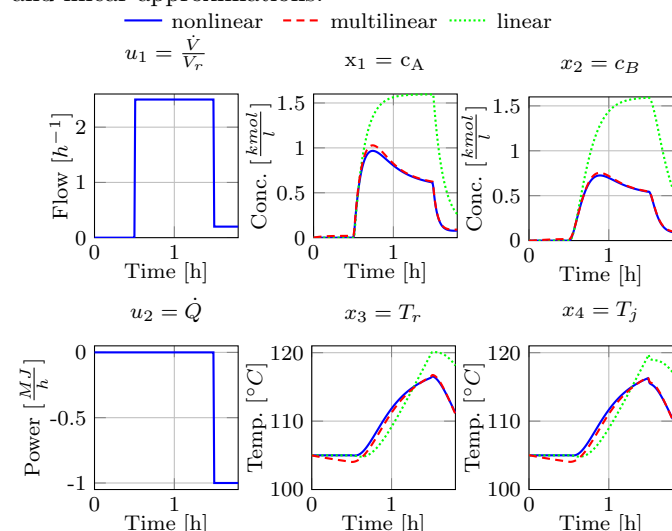 and linear approximations.
nonlinear multilinear linear
u₁ = V̇/Vᵣ
x₁ = c_A
x₂ = c_B
Flow [h⁻¹]
2
1
0
0 1
Time [h]
Conc. [kmol/l]
1.5
1
0.5
0
0 1
Time [h]
Conc. [kmol/l]
1.5
1
0.5
0
0 1
Time [h]
u₂ = Q̇
x₃ = Tᵣ
x₄ = Tⱼ
Power [MJ/h]
0
-0.5
-1
0 1
Time [h]
Temp. [°C]
120
110
100
0 1
Time [h]
Temp. [°C]
120
110
100
0 1
Time [h]